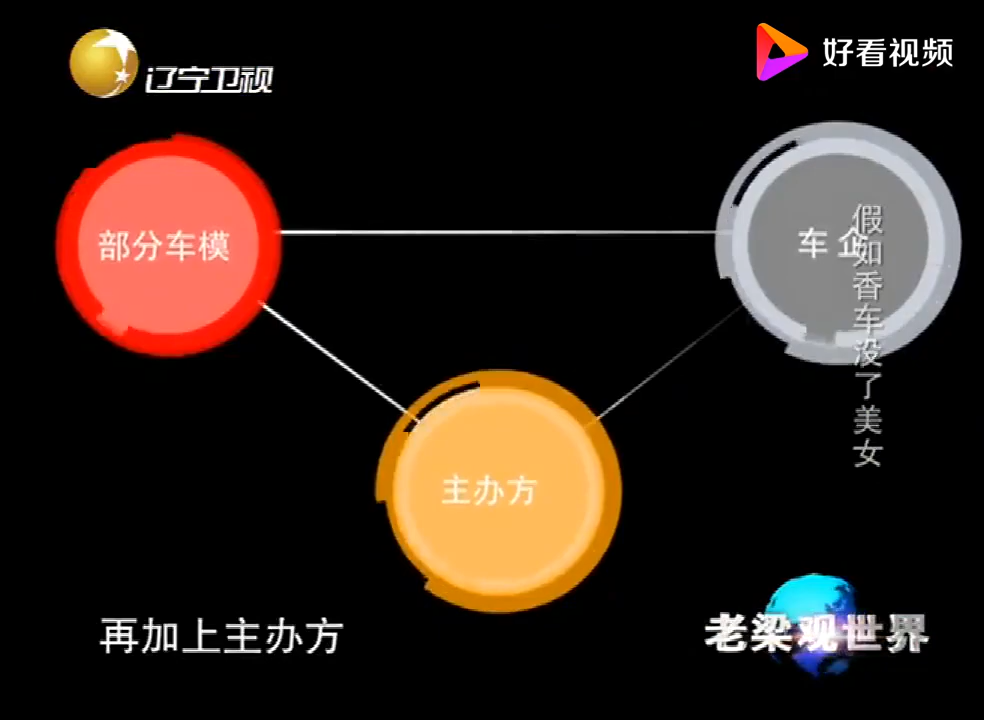 辽宁卫视
好看视频
部分车模
车企
假如香车没了美女
主办方
再加上主办方
老梁观世界